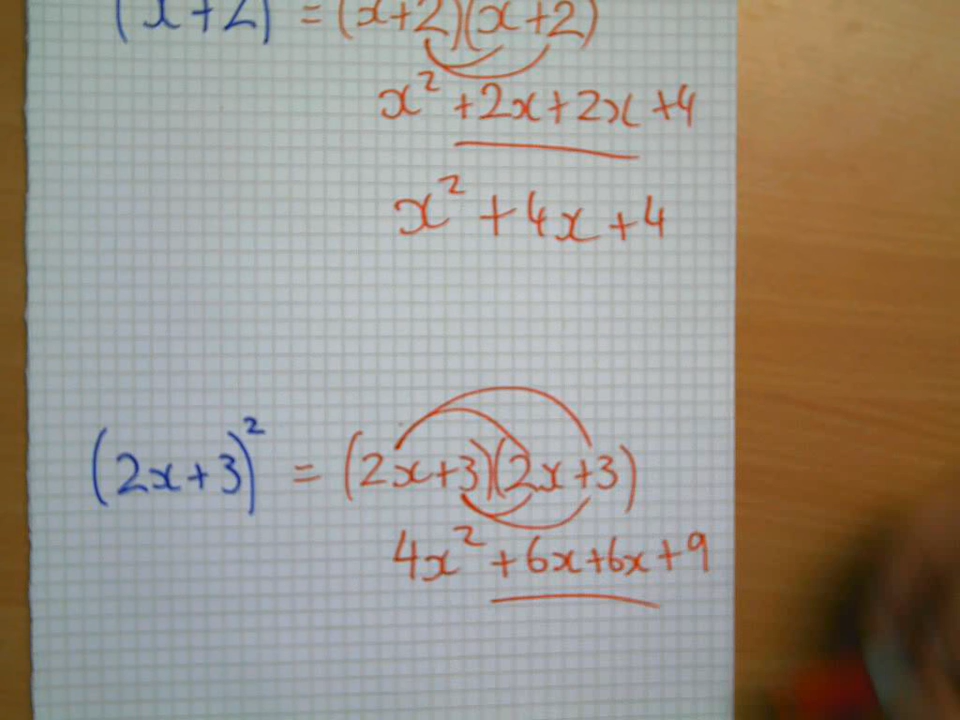 (x+2) = (x+2)(x+2)
x² +2x+2x +4
x² + 4x + 4
(2x+3)² = (2x+3)(2x+3)
4x² +6x+6x +9